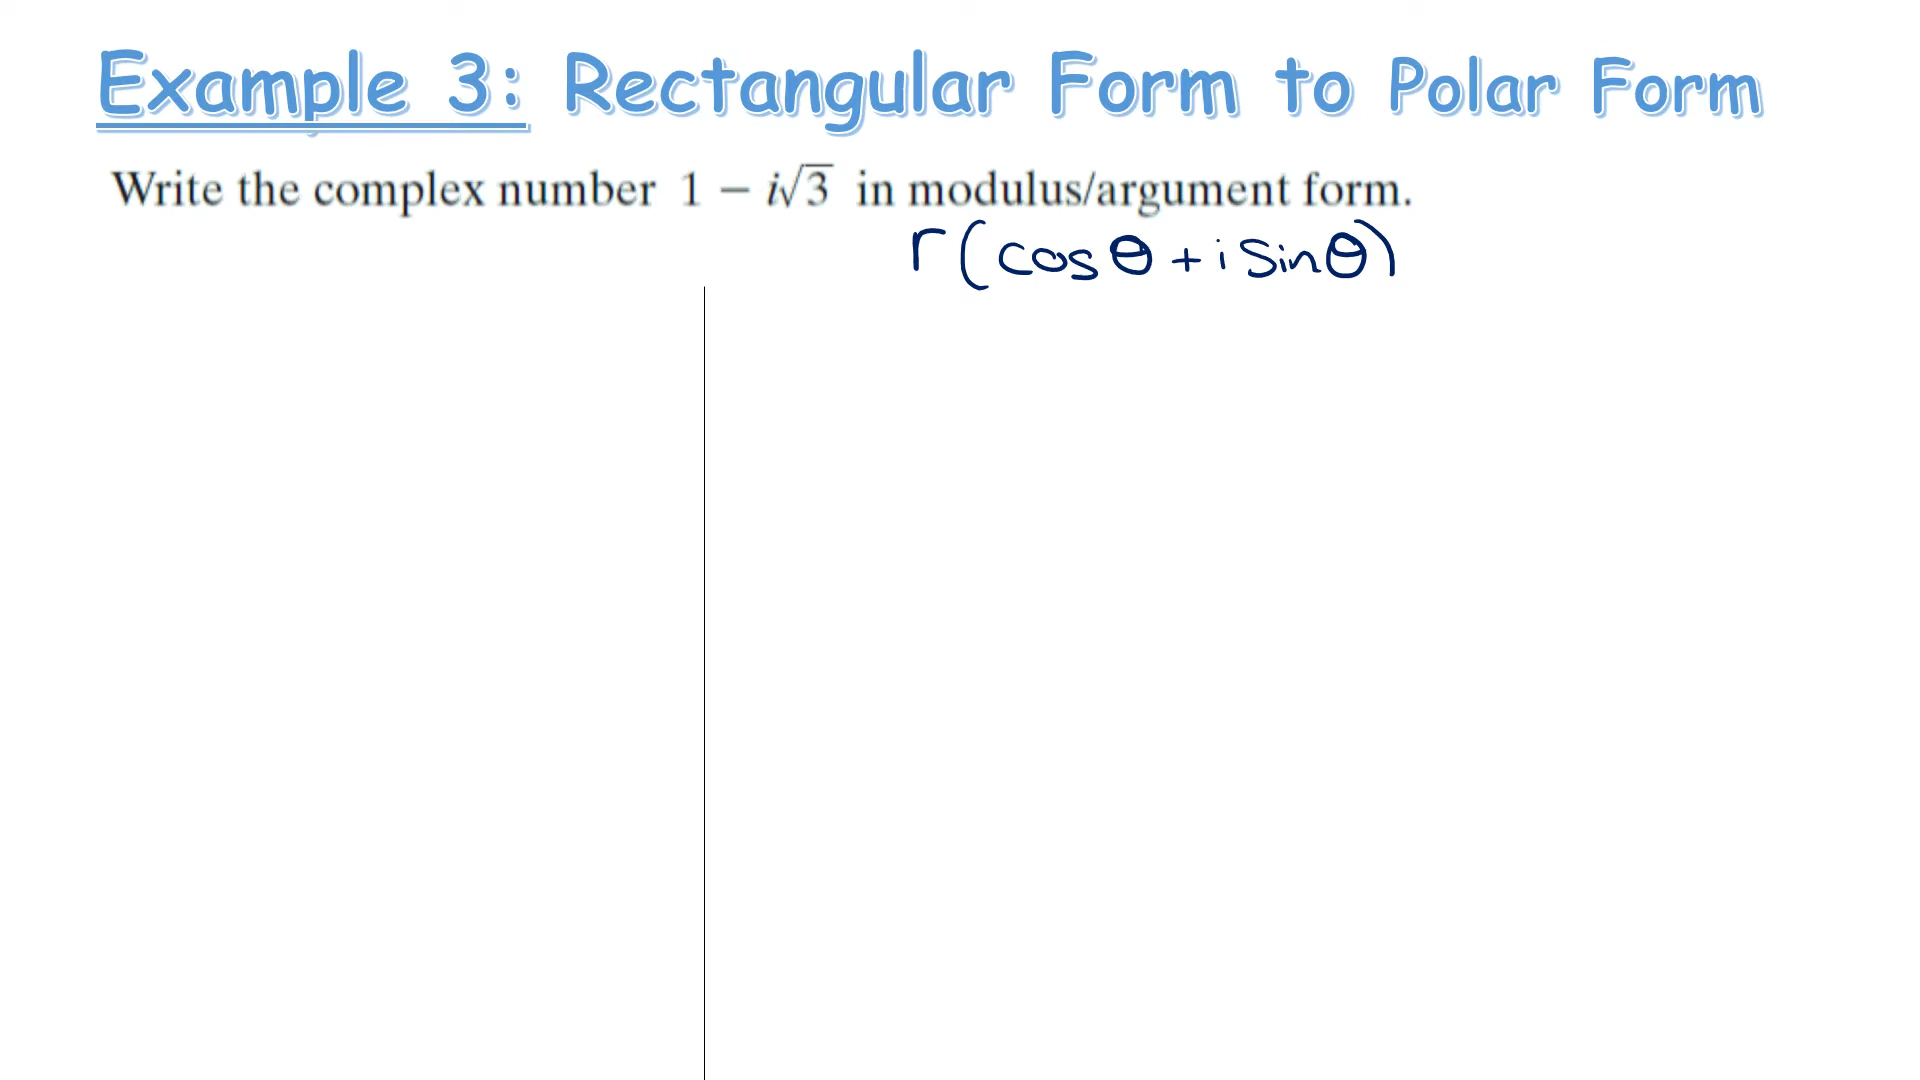 Example 3: Rectangular Form to Polar Form
Write the complex number 1 − i√3 in modulus/argument form.
r(cosθ + i sinθ)